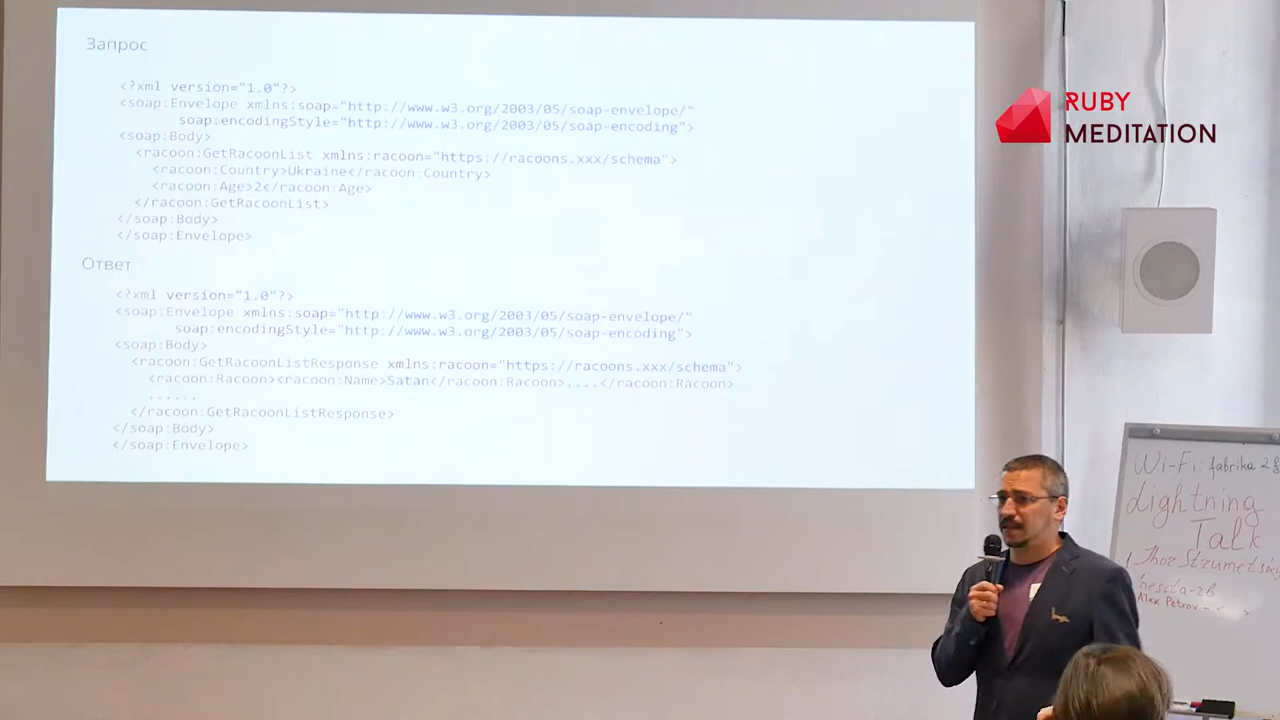 Запрос
<?xml version="1.0"?>
<soap:Envelope xmlns:soap="http://www.w3.org/2003/05/soap-envelope/"
soap:encodingStyle="http://www.w3.org/2003/05/soap-encoding">
<soap:Body>
<racoon:GetRacoonList xmlns:racoon="https://racoons.xxx/schema">
<racoon:Country>Ukraine</racoon:Country>
<racoon:Age>2</racoon:Age>
</racoon:GetRacoonList>
</soap:Body>
</soap:Envelope>
Ответ
<?xml version="1.0"?>
<soap:Envelope xmlns:soap="http://www.w3.org/2003/05/soap-envelope/"
soap:encodingStyle="http://www.w3.org/2003/05/soap-encoding">
<soap:Body>
<racoon:GetRacoonListResponse xmlns:racoon="https://racoons.xxx/schema">
<racoon:Racoon><racoon:Name>Satan</racoon:Racoon>....</racoon:Racoon>
......
</racoon:GetRacoonListResponse>
</soap:Body>
</soap:Envelope>
RUBY
MEDITATION
Wi-Fi: fabrika 28
Lightning
Talk
1.
Alex Petrov -